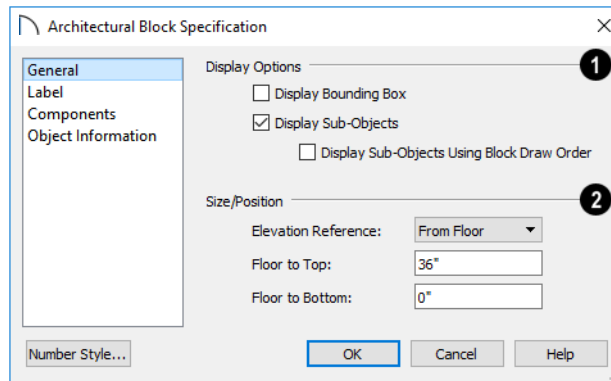 Architectural Block Specification
General
Label
Components
Object Information
Display Options
1
Display Bounding Box
Display Sub-Objects
Display Sub-Objects Using Block Draw Order
Size/Position
2
Elevation Reference: From Floor
Floor to Top: 36"
Floor to Bottom: 0"
Number Style... OK Cancel Help